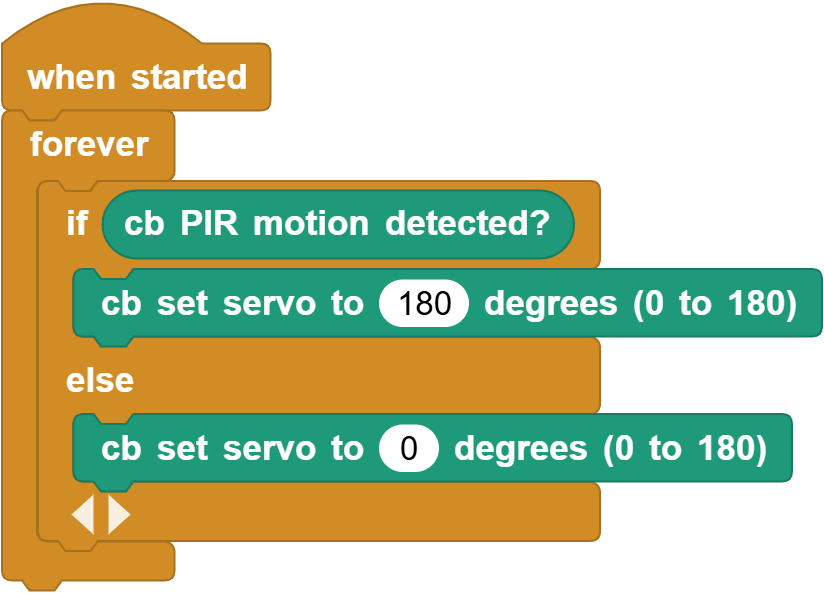 when started
forever
if cb PIR motion detected?
cb set servo to 180 degrees (0 to 180)
else
cb set servo to 0 degrees (0 to 180)